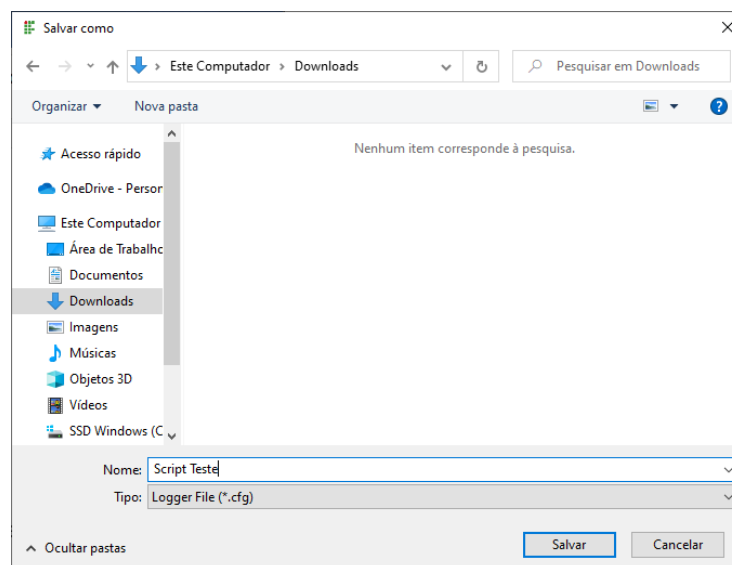 Salvar como
Este Computador > Downloads
Pesquisar em Downloads
Organizar
Nova pasta
Acesso rápido
Nenhum item corresponde à pesquisa.
OneDrive - Person
Este Computador
Área de Trabalho
Documentos
Downloads
Imagens
Músicas
Objetos 3D
Vídeos
SSD Windows (C
Nome: Script Teste
Tipo: Logger File (*.cfg)
Ocultar pastas
Salvar
Cancelar